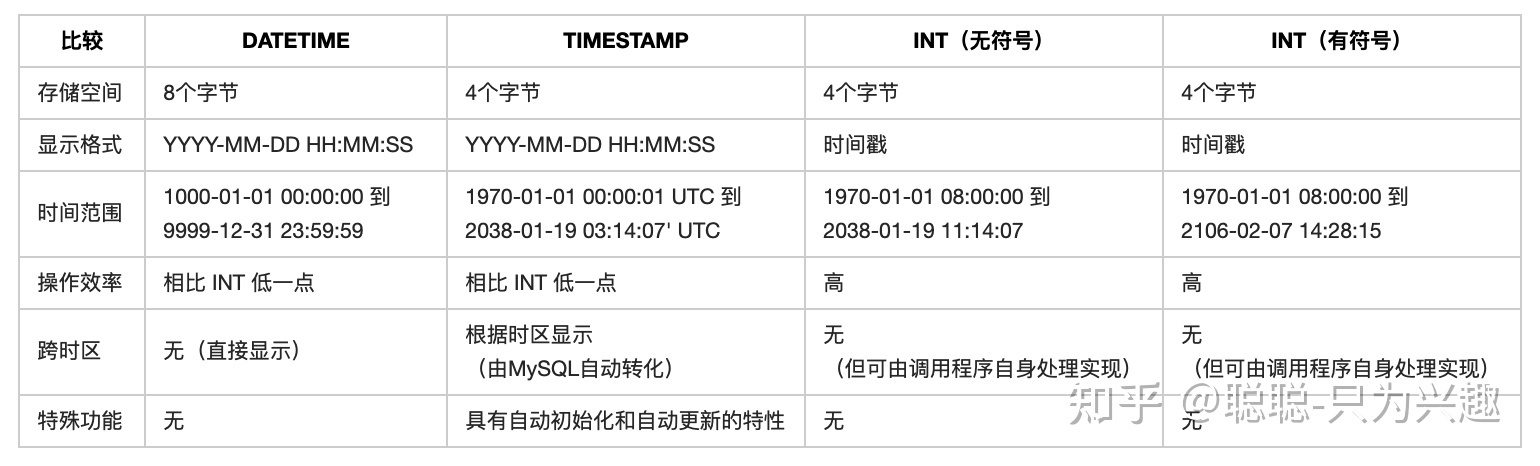 比较 DATETIME TIMESTAMP INT（无符号） INT（有符号）
存储空间 8个字节 4个字节 4个字节 4个字节
显示格式 YYYY-MM-DD HH:MM:SS YYYY-MM-DD HH:MM:SS 时间戳 时间戳
时间范围
1000-01-01 00:00:00 到
9999-12-31 23:59:59
1970-01-01 00:00:01 UTC 到
2038-01-19 03:14:07' UTC
1970-01-01 08:00:00 到
2038-01-19 11:14:07
1970-01-01 08:00:00 到
2106-02-07 14:28:15
操作效率 相比 INT 低一点 相比 INT 低一点 高 高
跨时区
无（直接显示）
根据时区显示
（由MySQL自动转化）
无
（但可由调用程序自身处理实现）
无
（但可由调用程序自身处理实现）
特殊功能 无 具有自动初始化和自动更新的特性 无 无
知乎 @聪聪-只为兴趣